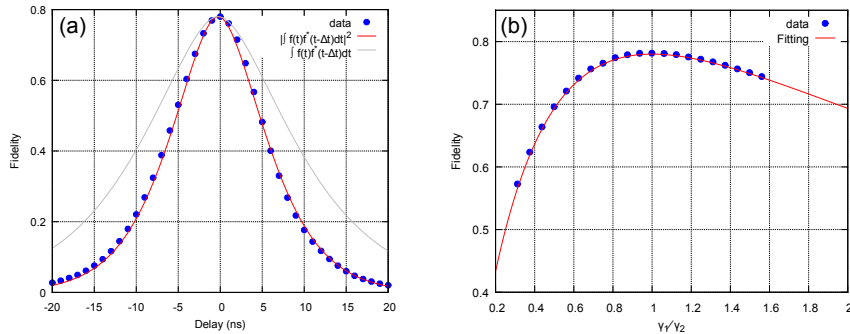 (a)
data
|∫ f(t)f*(t-Δt)dt|²
∫ f(t)f*(t-Δt)dt
Fidelity
0.8
0.6
0.4
0.2
0
-20 -15 -10 -5 0 5 10 15 20
Delay (ns)
(b)
data
Fitting
Fidelity
0.8
0.7
0.6
0.5
0.4
0.2 0.4 0.6 0.8 1 1.2 1.4 1.6 1.8 2
γ₁/γ₂